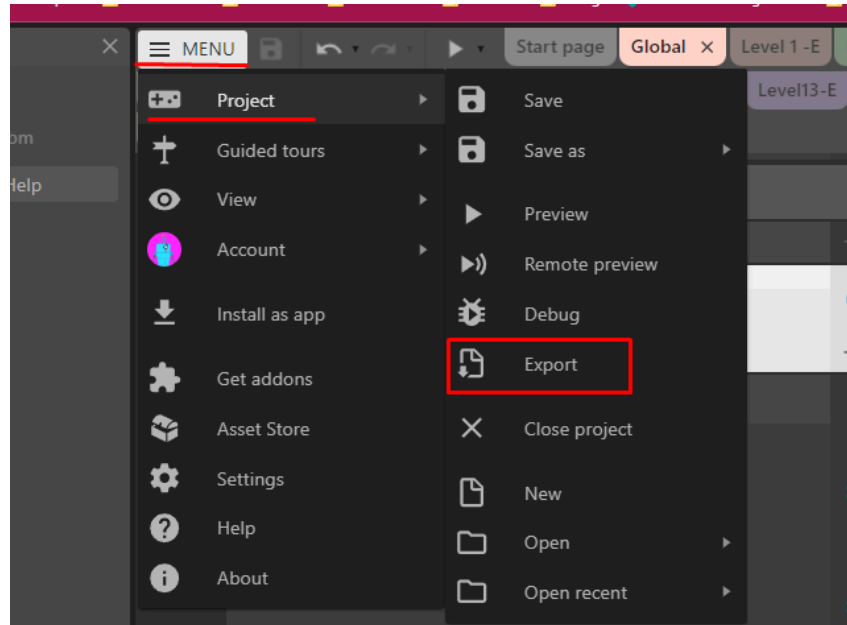 MENU
Start page
Global
Level 1 -E
Level13-E
Project
Guided tours
View
Account
Install as app
Get addons
Asset Store
Settings
Help
About
Save
Save as
Preview
Remote preview
Debug
Export
Close project
New
Open
Open recent
om
Help